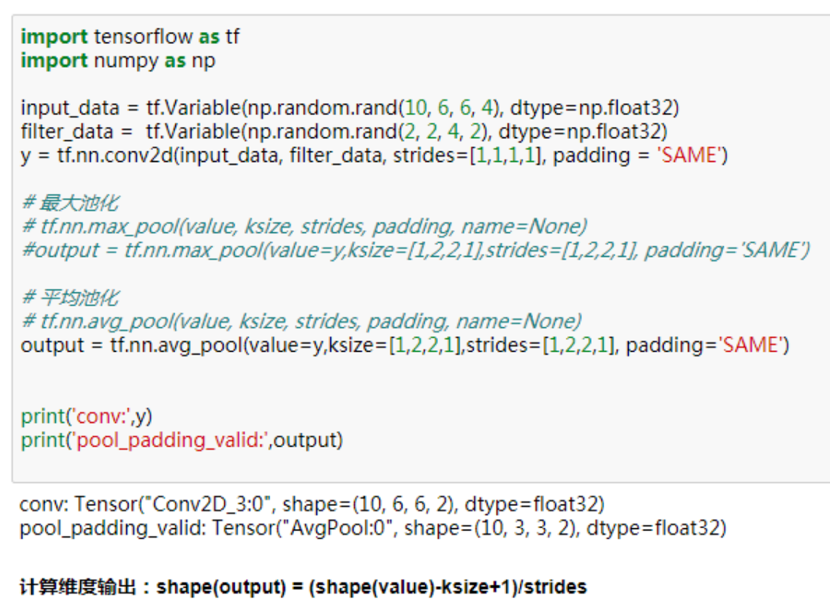 import tensorflow as tf
import numpy as np
input_data = tf.Variable(np.random.rand(10, 6, 6, 4), dtype=np.float32)
filter_data =  tf.Variable(np.random.rand(2, 2, 4, 2), dtype=np.float32)
y = tf.nn.conv2d(input_data, filter_data, strides=[1,1,1,1], padding = 'SAME')
# 最大池化
# tf.nn.max_pool(value, ksize, strides, padding, name=None)
#output = tf.nn.max_pool(value=y,ksize=[1,2,2,1],strides=[1,2,2,1], padding='SAME')
# 平均池化
# tf.nn.avg_pool(value, ksize, strides, padding, name=None)
output = tf.nn.avg_pool(value=y,ksize=[1,2,2,1],strides=[1,2,2,1], padding='SAME')
print('conv:',y)
print('pool_padding_valid:',output)
conv: Tensor("Conv2D_3:0", shape=(10, 6, 6, 2), dtype=float32)
pool_padding_valid: Tensor("AvgPool:0", shape=(10, 3, 3, 2), dtype=float32)
计算维度输出：shape(output) = (shape(value)-ksize+1)/strides